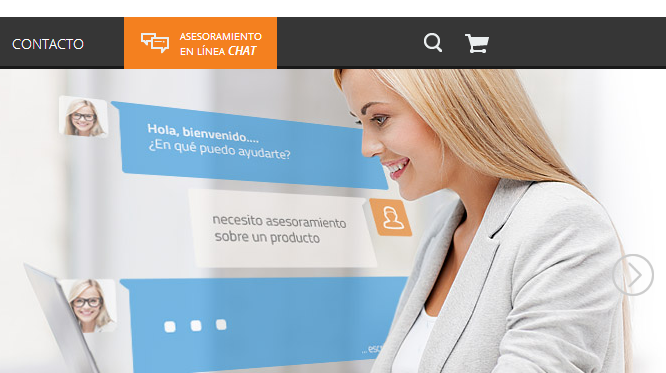 CONTACTO
ASESORAMIENTO
EN LÍNEA CHAT
Hola, bienvenido....
¿En qué puedo ayudarte?
necesito asesoramiento
sobre un producto